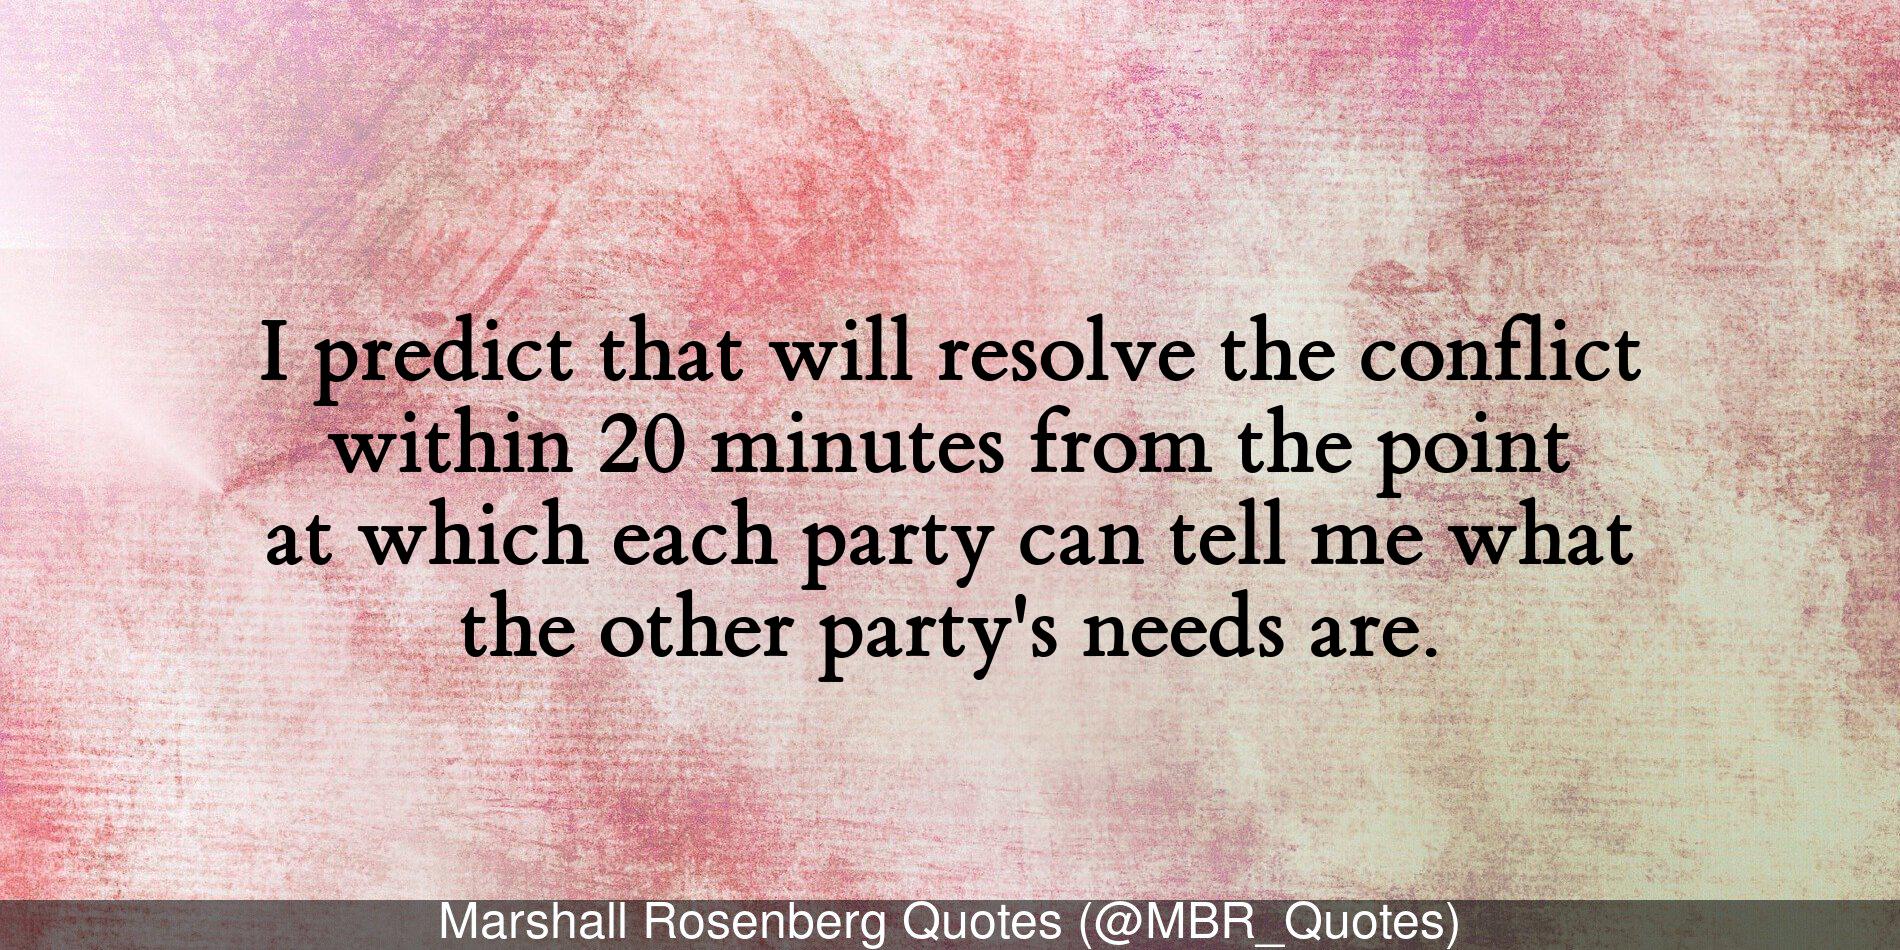 I predict that will resolve the conflict
within 20 minutes from the point
at which each party can tell me what
the other party's needs are.
Marshall Rosenberg Quotes (@MBR_Quotes)